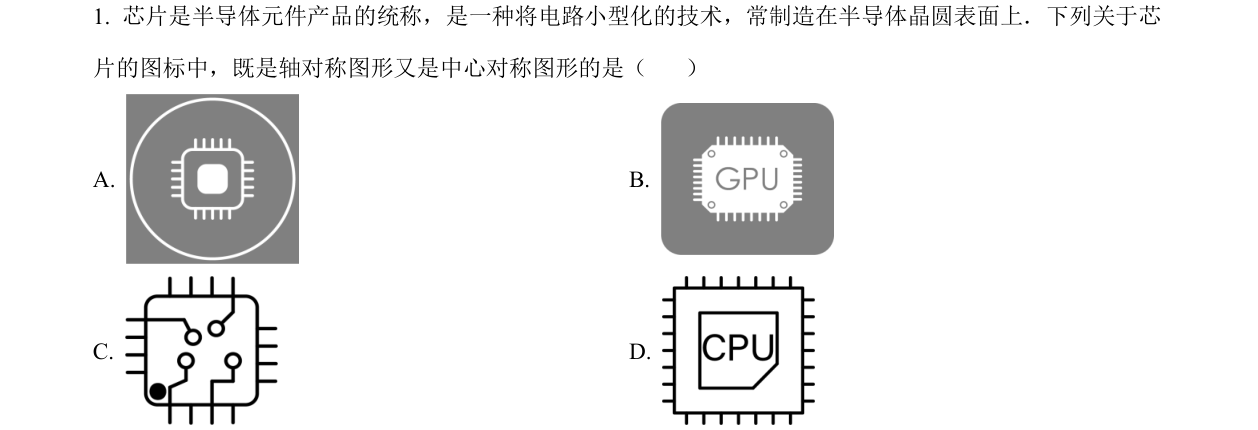 1. 芯片是半导体元件产品的统称，是一种将电路小型化的技术，常制造在半导体晶圆表面上．下列关于芯
片的图标中，既是轴对称图形又是中心对称图形的是（　　）
A.
B. GPU
C.
D. CPU